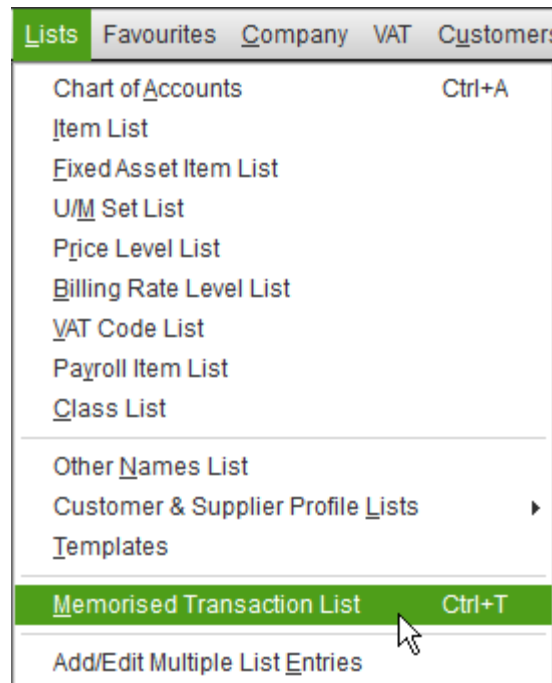 Lists Favourites Company VAT Customers
Chart of Accounts Ctrl+A
Item List
Fixed Asset Item List
U/M Set List
Price Level List
Billing Rate Level List
VAT Code List
Payroll Item List
Class List
Other Names List
Customer & Supplier Profile Lists
Templates
Memorised Transaction List Ctrl+T
Add/Edit Multiple List Entries